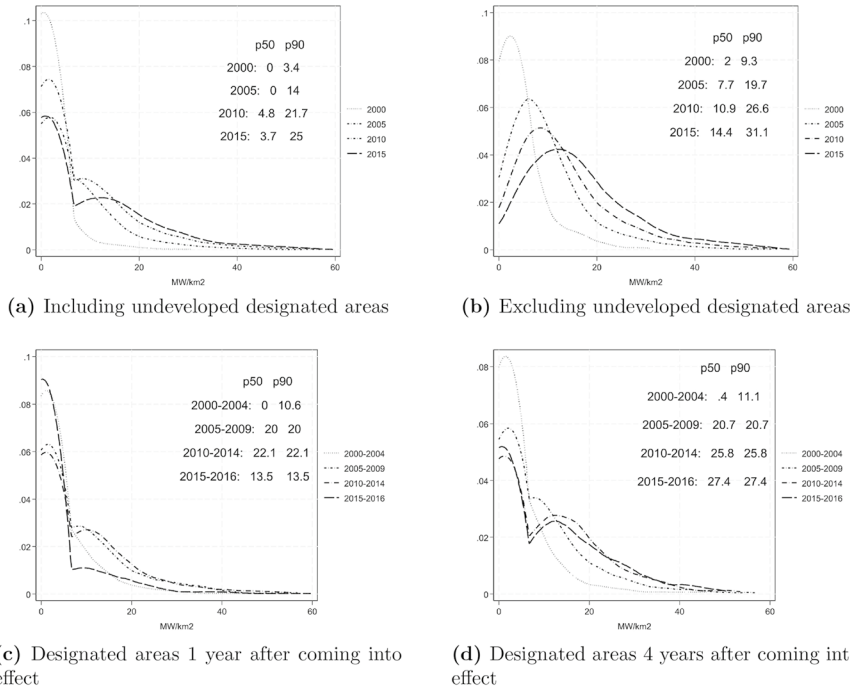 .1
.08
.06
.04
.02
0
0 20 40 60
MW/km2
p50 p90
2000: 0 3.4
2005: 0 14
2010: 4.8 21.7
2015: 3.7 25
2000
2005
2010
2015
(a) Including undeveloped designated areas
.1
.08
.06
.04
.02
0
0 20 40 60
MW/km2
p50 p90
2000: 2 9.3
2005: 7.7 19.7
2010: 10.9 26.6
2015: 14.4 31.1
2000
2005
2010
2015
(b) Excluding undeveloped designated areas
.1
.08
.06
.04
.02
0
0 20 40 60
MW/km2
p50 p90
2000-2004: 0 10.6
2005-2009: 20 20
2010-2014: 22.1 22.1
2015-2016: 13.5 13.5
2000-2004
2005-2009
2010-2014
2015-2016
(c) Designated areas 1 year after coming into
effect
.08
.06
.04
.02
0
0 20 40 60
MW/km2
p50 p90
2000-2004: .4 11.1
2005-2009: 20.7 20.7
2010-2014: 25.8 25.8
2015-2016: 27.4 27.4
2000-2004
2005-2009
2010-2014
2015-2016
(d) Designated areas 4 years after coming int
effect